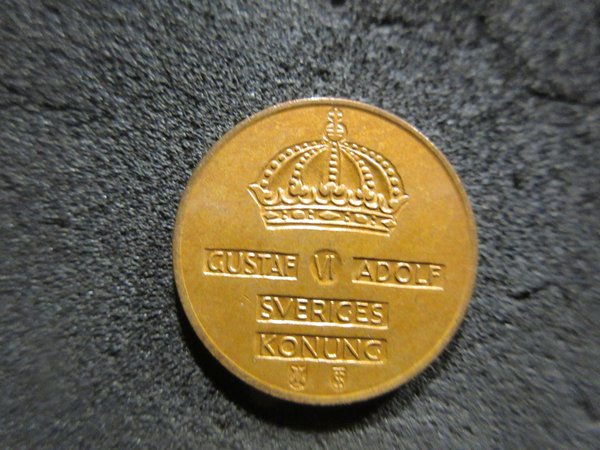 GUSTAF VI ADOLF
SVERIGES
KONUNG